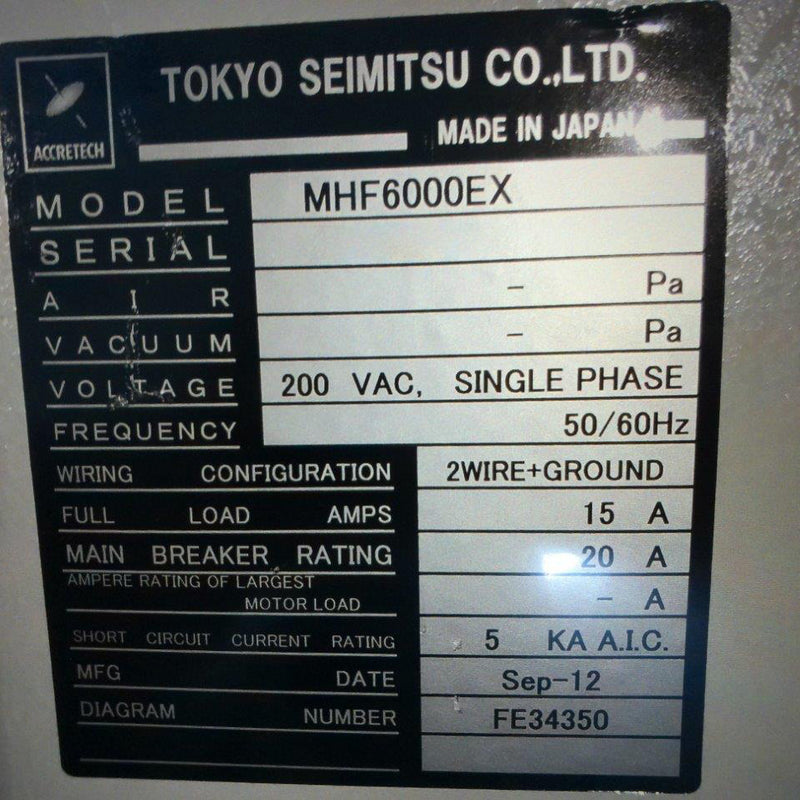 ACCRETECH
TOKYO SEIMITSU CO.,LTD.
MADE IN JAPAN
MODEL MHF6000EX
SERIAL
AIR - Pa
VACUUM - Pa
VOLTAGE 200 VAC, SINGLE PHASE
FREQUENCY 50/60Hz
WIRING CONFIGURATION 2WIRE+GROUND
FULL LOAD AMPS 15 A
MAIN BREAKER RATING 20 A
AMPERE RATING OF LARGEST
MOTOR LOAD - A
SHORT CIRCUIT CURRENT RATING 5 KA A.I.C.
MFG DATE Sep-12
DIAGRAM NUMBER FE34350